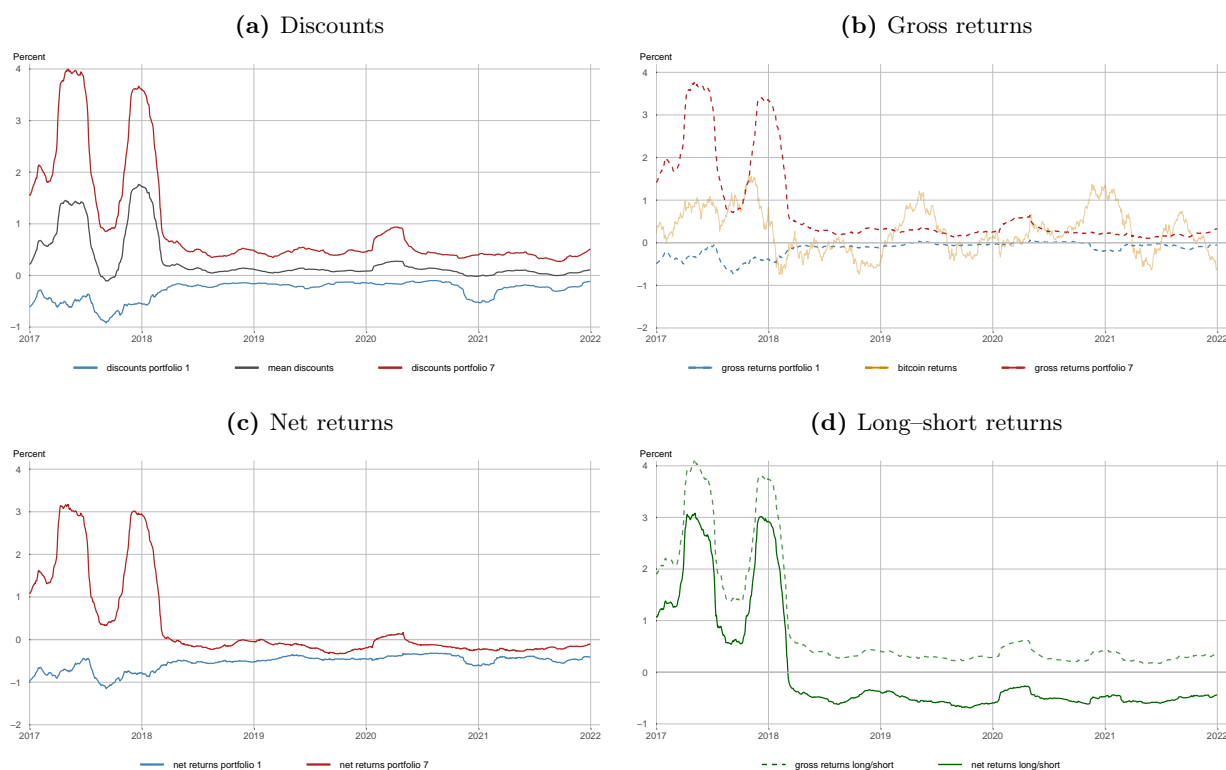 (a) Discounts
Percent
4
3
2
1
0
–1
2017 2018 2019 2020 2021 2022
discounts portfolio 1 mean discounts discounts portfolio 7
(b) Gross returns
Percent
4
3
2
1
0
–1
–2
2017 2018 2019 2020 2021 2022
gross returns portfolio 1 bitcoin returns gross returns portfolio 7
(c) Net returns
Percent
4
3
2
1
0
–1
–2
2017 2018 2019 2020 2021 2022
net returns portfolio 1 net returns portfolio 7
(d) Long–short returns
Percent
4
3
2
1
0
–1
2017 2018 2019 2020 2021 2022
gross returns long/short net returns long/short